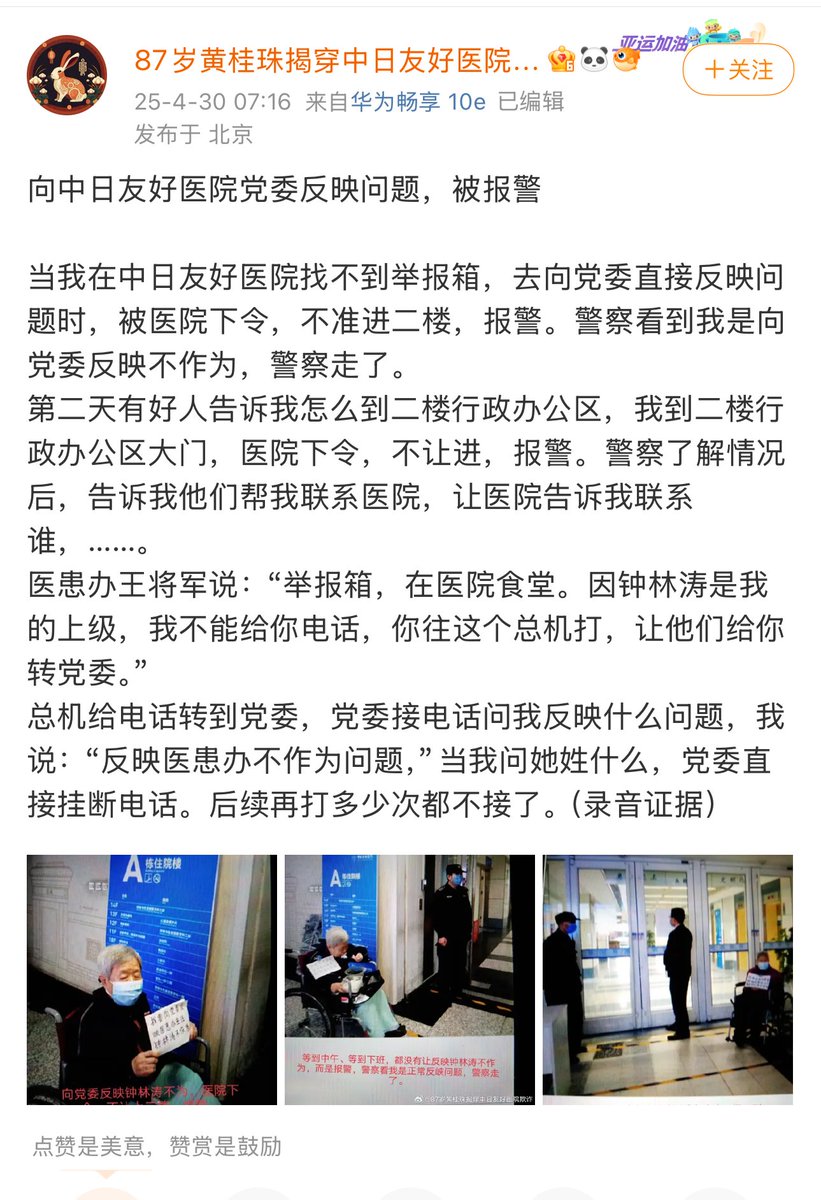 87岁黄桂珠揭穿中日友好医院...
亚运加油
＋关注
25-4-30 07:16 来自华为畅享 10e 已编辑
发布于 北京
向中日友好医院党委反映问题，被报警
当我在中日友好医院找不到举报箱，去向党委直接反映问
题时，被医院下令，不准进二楼，报警。警察看到我是向
党委反映不作为，警察走了。
第二天有好人告诉我怎么到二楼行政办公区，我到二楼行
政办公区大门，医院下令，不让进，报警。警察了解情况
后，告诉我他们帮我联系医院，让医院告诉我联系
谁，……。
医患办王将军说：“举报箱，在医院食堂。因钟林涛是我
的上级，我不能给你电话，你往这个总机打，让他们给你
转党委。”
总机给电话转到党委，党委接电话问我反映什么问题，我
说：“反映医患办不作为问题，”当我问她姓什么，党委直
接挂断电话。后续再打多少次都不接了。（录音证据）
A 栋住院楼
向党委反映钟林涛不为，医院下
A 栋住院楼
等到中午、等到下班，都没有让反映钟林涛不作
为，而是报警，警察看我是正常反映问题，警察走
了。
@87岁黄桂珠揭穿中日友好医院欺诈
点赞是美意，赞赏是鼓励